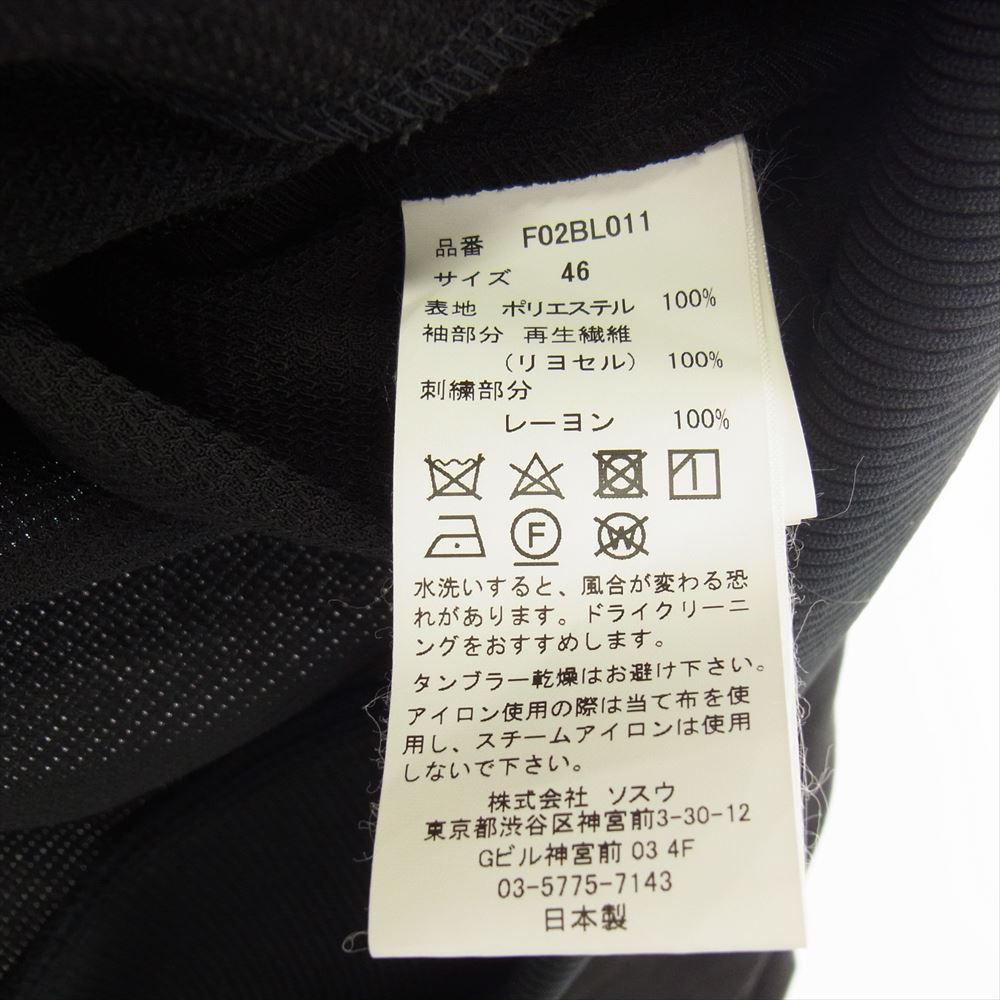 品番 F02BL011
サイズ 46
表地 ポリエステル 100%
袖部分 再生繊維
(リヨセル) 100%
刺繍部分
レーヨン 100%
F W
水洗いすると、風合が変わる恐
れがあります。ドライクリーニ
ングをおすすめします。
タンブラー乾燥はお避け下さい。
アイロン使用の際は当て布を使
用し、スチームアイロンは使用
しないで下さい。
株式会社 ソスウ
東京都渋谷区神宮前3-30-12
Gビル神宮前 03 4F
03-5775-7143
日本製